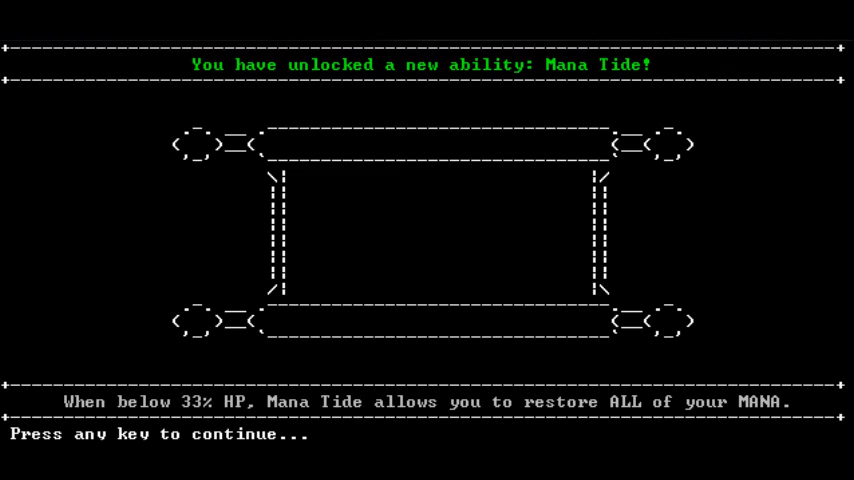 You have unlocked a new ability: Mana Tide!
When below 33% HP, Mana Tide allows you to restore ALL of your MANA.
Press any key to continue...